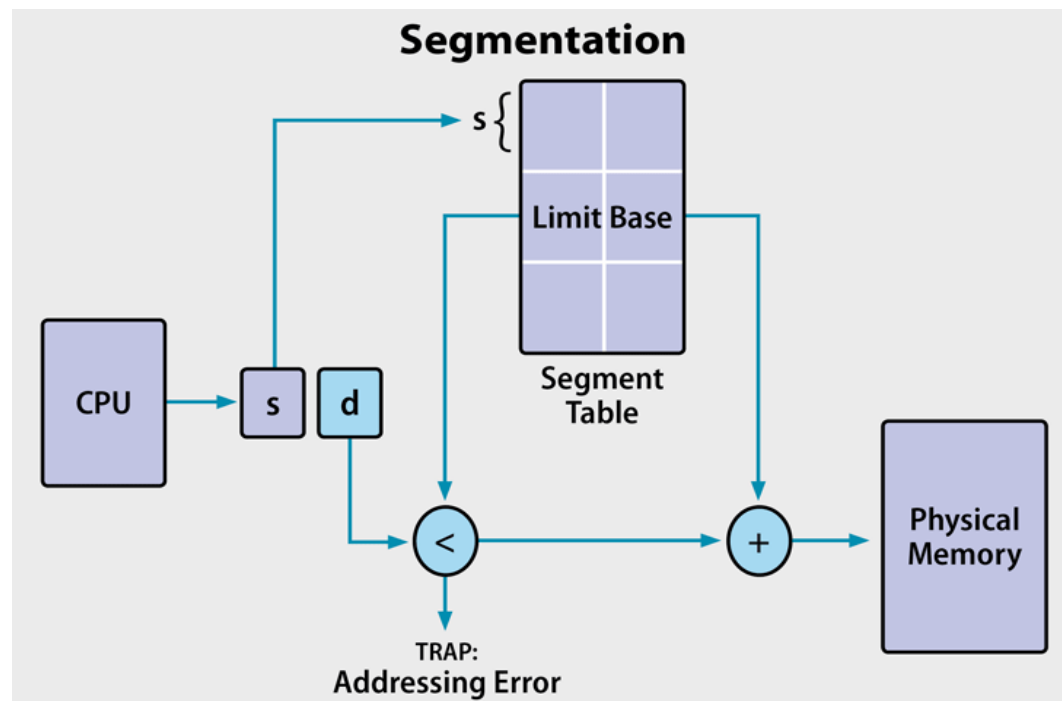 Segmentation
s {
Limit Base
Segment
Table
CPU
s
d
<
+
Physical
Memory
TRAP:
Addressing Error